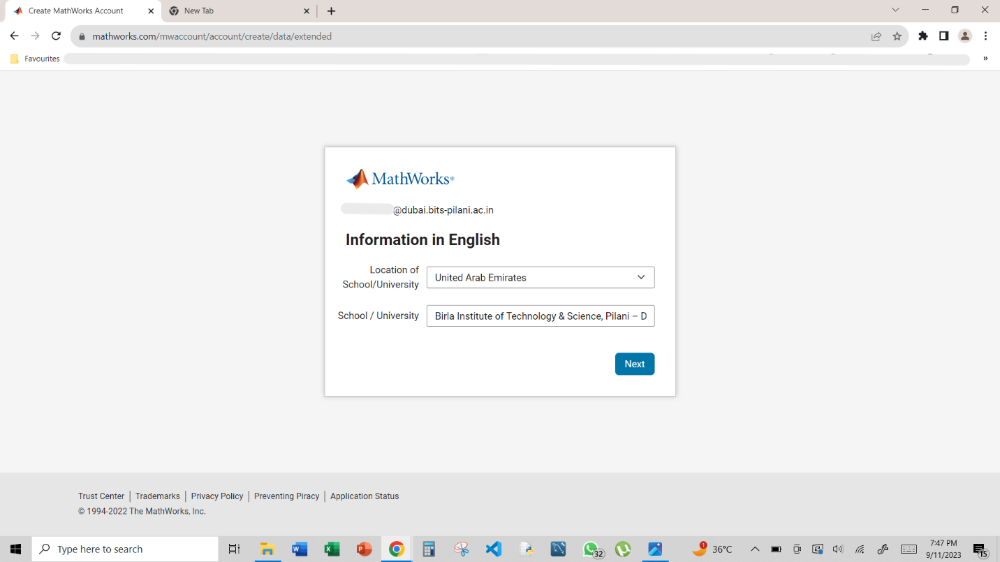 Create MathWorks Account
New Tab
mathworks.com/mwaccount/account/create/data/extended
Favourites
»
MathWorks®
@dubai.bits-pilani.ac.in
Information in English
Location of
School/University
United Arab Emirates
School / University
Birla Institute of Technology & Science, Pilani – D
Next
Trust Center | Trademarks | Privacy Policy | Preventing Piracy | Application Status
© 1994-2022 The MathWorks, Inc.
Type here to search
32
1
36°C
7:47 PM
9/11/2023
15